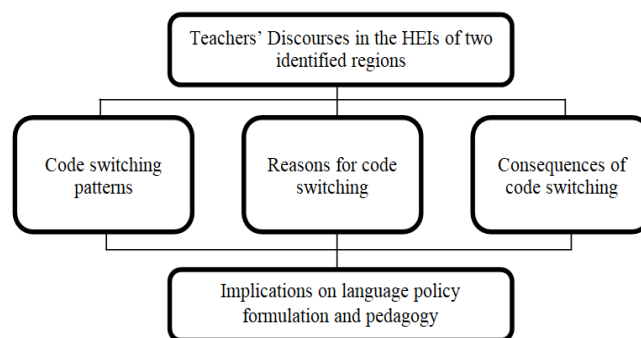 Teachers’ Discourses in the HEIs of two
identified regions
Code switching
patterns
Reasons for code
switching
Consequences of
code switching
Implications on language policy
formulation and pedagogy